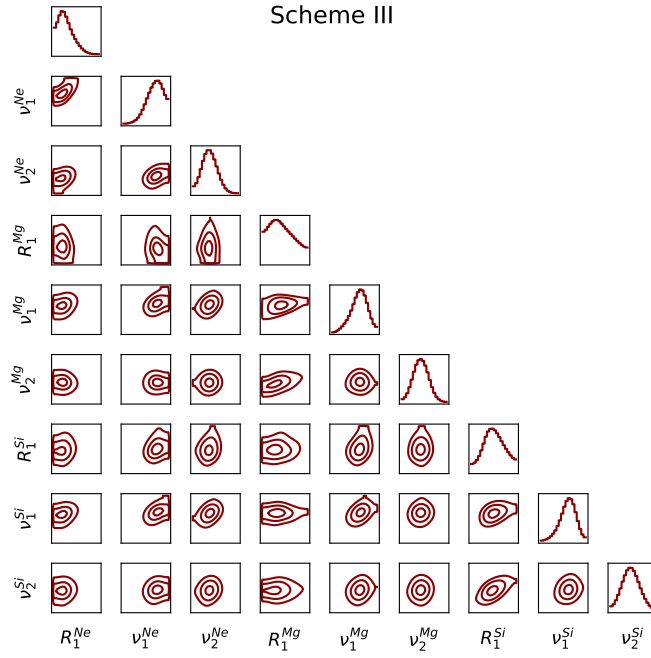 Scheme III
ν₁^Ne
ν₂^Ne
R₁^Mg
ν₁^Mg
ν₂^Mg
R₁^Si
ν₁^Si
ν₂^Si
R₁^Ne ν₁^Ne ν₂^Ne R₁^Mg ν₁^Mg ν₂^Mg R₁^Si ν₁^Si ν₂^Si